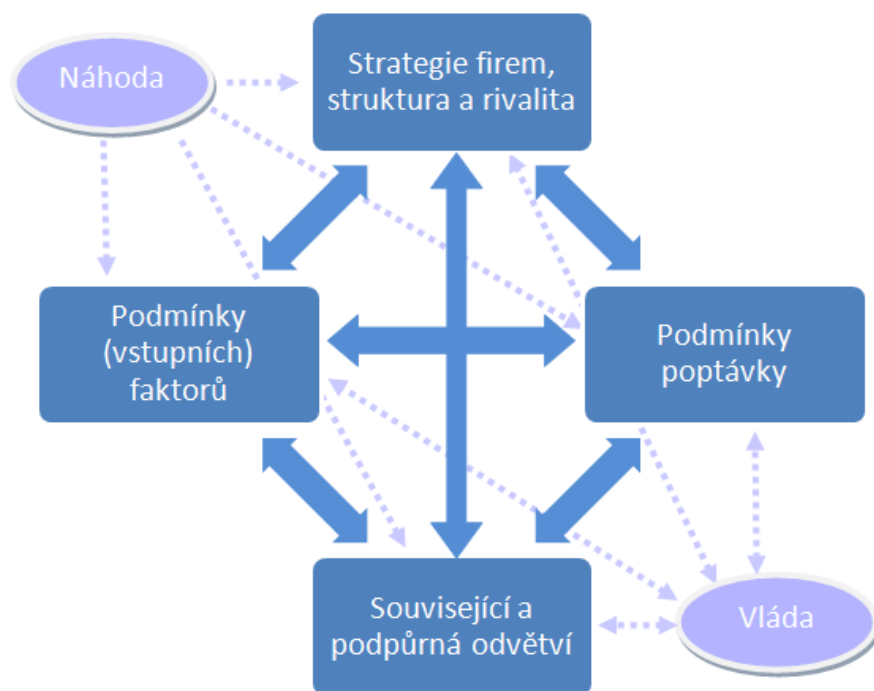 Náhoda
Strategie firem,
struktura a rivalita
Podmínky
(vstupních)
faktorů
Podmínky
poptávky
Související a
podpůrná odvětví
Vláda